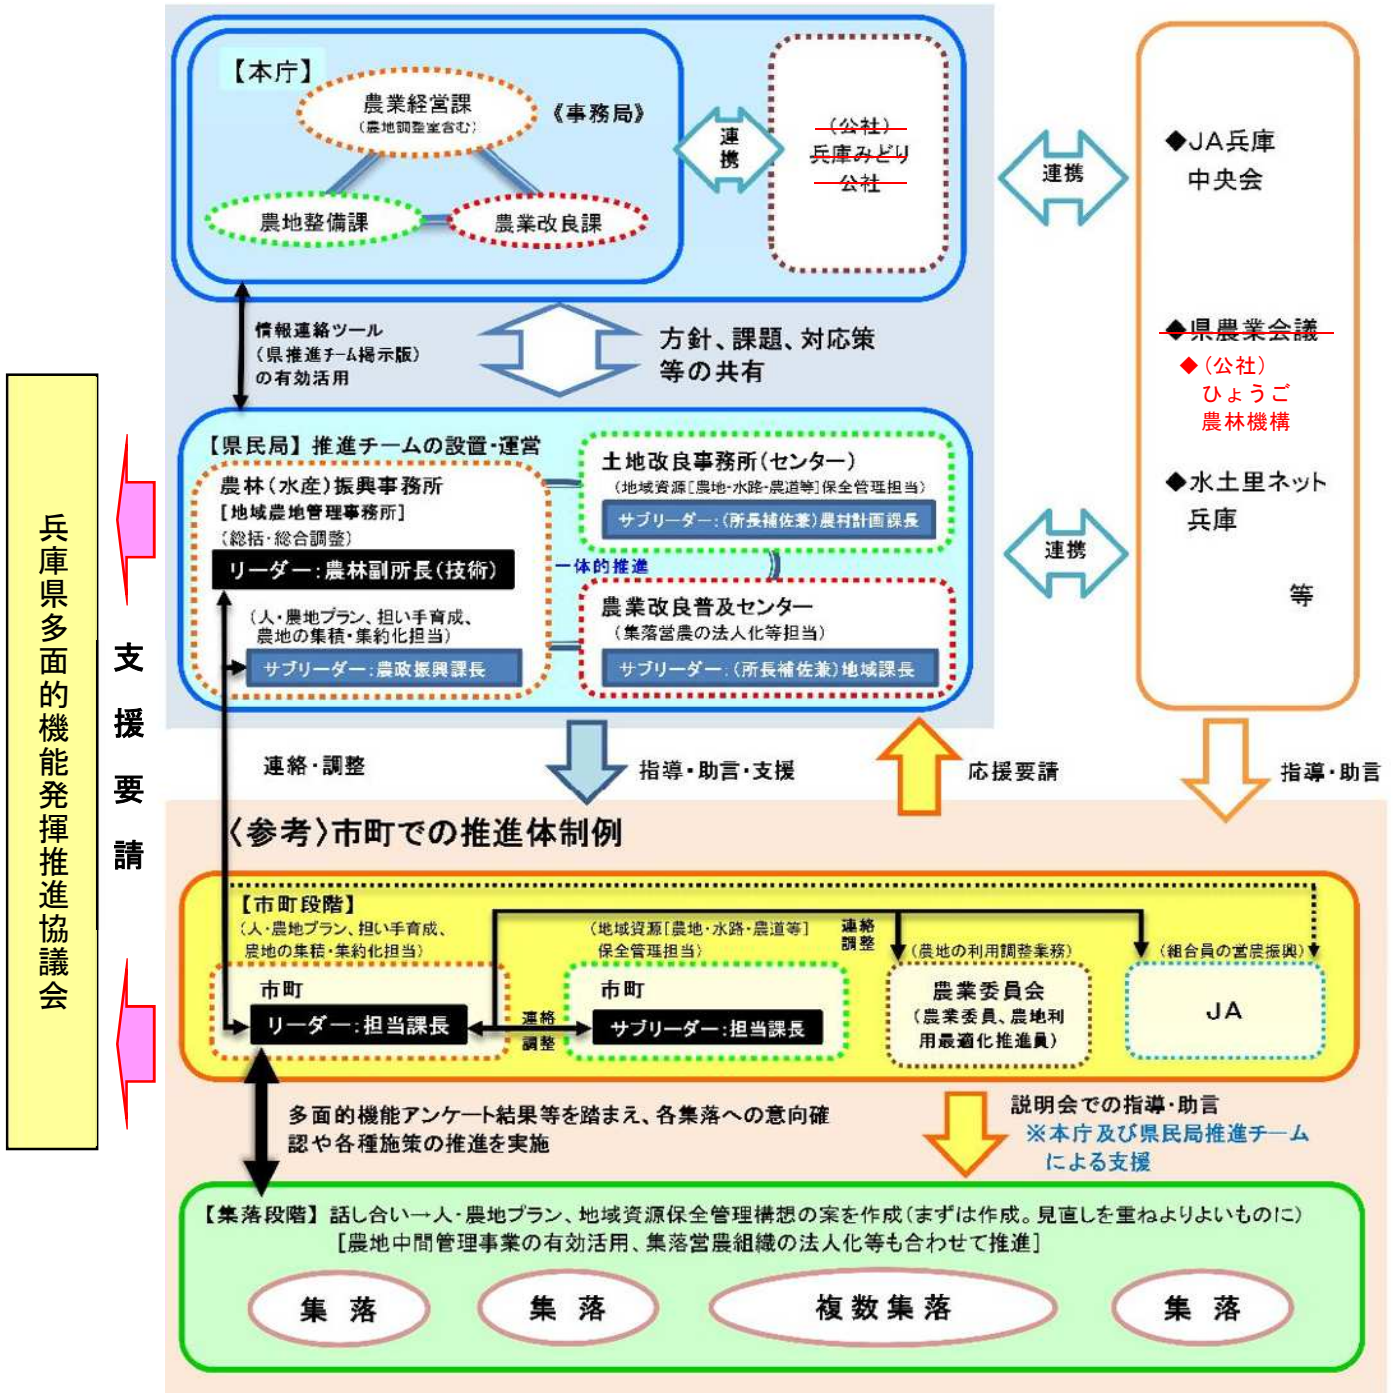 【本庁】
農業経営課
(農地調整室含む)
《事務局》
農地整備課
農業改良課
連
携
(公社)
兵庫みどり
公社
連携
◆JA兵庫
中央会
◆県農業会議
◆(公社)
ひょうご
農林機構
◆水土里ネット
兵庫
等
情報連絡ツール
(県推進チーム掲示版)
の有効活用
方針、課題、対応策
等の共有
【県民局】推進チームの設置・運営
農林(水産)振興事務所
[地域農地管理事務所]
(総括・総合調整)
リーダー:農林副所長(技術)
(人・農地プラン、担い手育成、
農地の集積・集約化担当)
サブリーダー:農政振興課長
土地改良事務所(センター)
(地域資源[農地・水路・農道等]保全管理担当)
サブリーダー:(所長補佐兼)農村計画課長
一体的推進
農業改良普及センター
(集落営農の法人化等担当)
サブリーダー:(所長補佐兼)地域課長
連携
兵庫県多面的機能発揮推進協議会
支援要請
連絡・調整
指導・助言・支援
応援要請
指導・助言
〈参考〉市町での推進体制例
【市町段階】
(人・農地プラン、担い手育成、
農地の集積・集約化担当)
市町
リーダー:担当課長
連絡
調整
(地域資源[農地・水路・農道等]
保全管理担当)
市町
サブリーダー:担当課長
連絡
調整
(農地の利用調整業務)
農業委員会
(農業委員、農地利
用最適化推進員)
(組合員の営農振興)
JA
多面的機能アンケート結果等を踏まえ、各集落への意向確
認や各種施策の推進を実施
説明会での指導・助言
※本庁及び県民局推進チーム
による支援
【集落段階】話し合い→人・農地プラン、地域資源保全管理構想の案を作成(まずは作成。見直しを重ねよりよいものに)
[農地中間管理事業の有効活用、集落営農組織の法人化等も合わせて推進]
集 落
集 落
複数集落
集 落